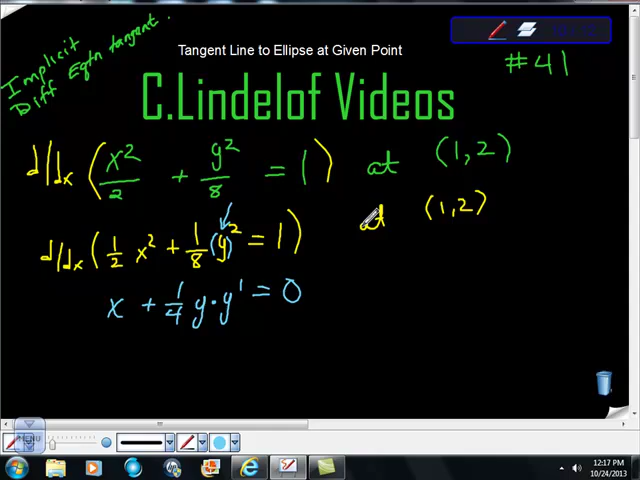 Implicit
Diff Eqtn tangent.
Tangent Line to Ellipse at Given Point
#41
C.Lindelof Videos
d/dx (x²/2 + y²/8 = 1) at (1,2)
d/dx (1/2 x² + 1/8 (y)² = 1) at (1,2)
x + 1/4 y · y' = 0
MENU
12:17 PM
10/24/2013